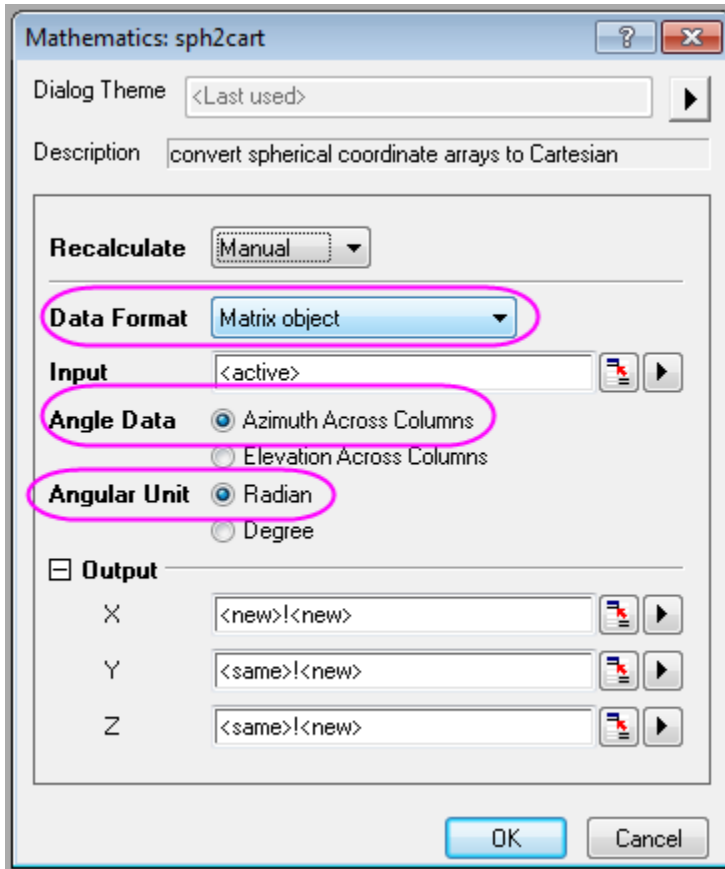 Mathematics: sph2cart
Dialog Theme <Last used>
Description convert spherical coordinate arrays to Cartesian
Recalculate Manual
Data Format Matrix object
Input <active>
Angle Data Azimuth Across Columns
Elevation Across Columns
Angular Unit Radian
Degree
Output
X <new>!<new>
Y <same>!<new>
Z <same>!<new>
OK Cancel